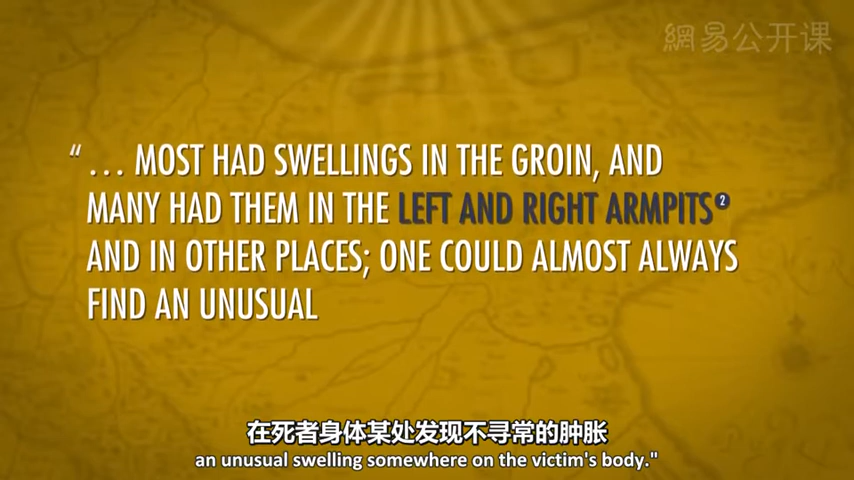 網易公开课
“ … MOST HAD SWELLINGS IN THE GROIN, AND
MANY HAD THEM IN THE LEFT AND RIGHT ARMPITS²
AND IN OTHER PLACES; ONE COULD ALMOST ALWAYS
FIND AN UNUSUAL
在死者身体某处发现不寻常的肿胀
an unusual swelling somewhere on the victim's body."